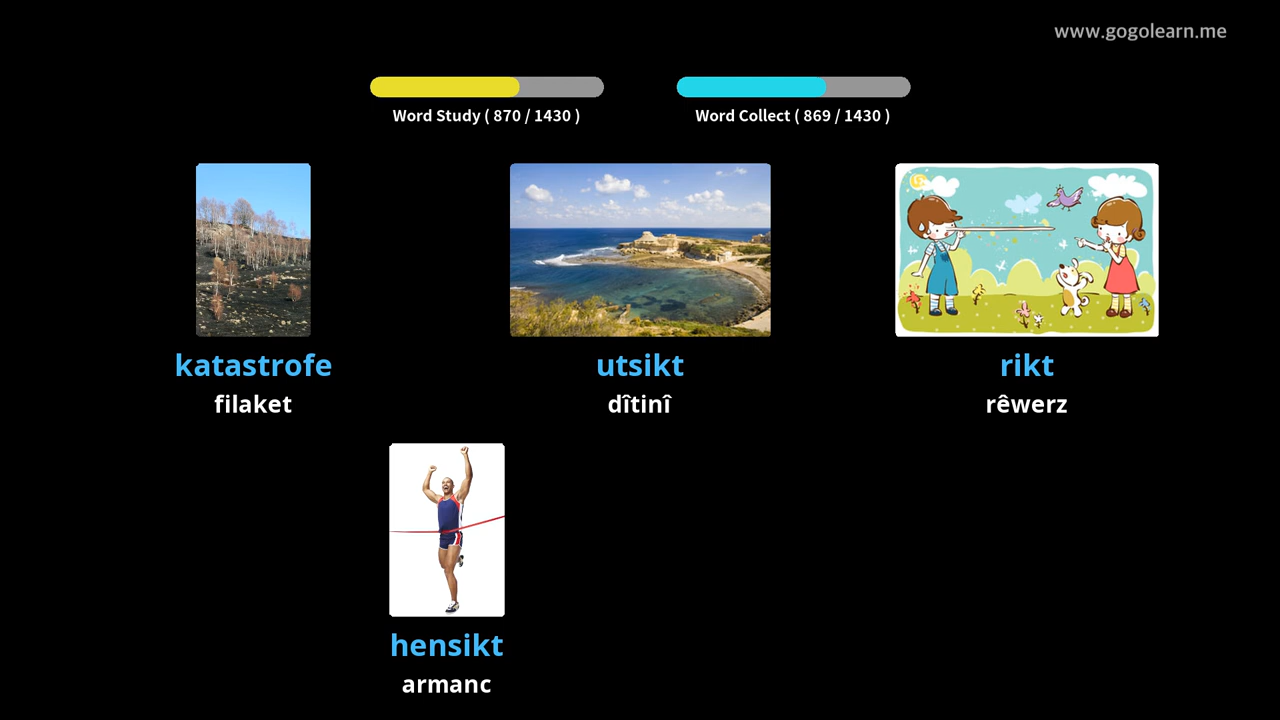 www.gogolearn.me
Word Study ( 870 / 1430 )
Word Collect ( 869 / 1430 )
katastrofe
filaket
utsikt
dîtinî
rikt
rêwerz
hensikt
armanc